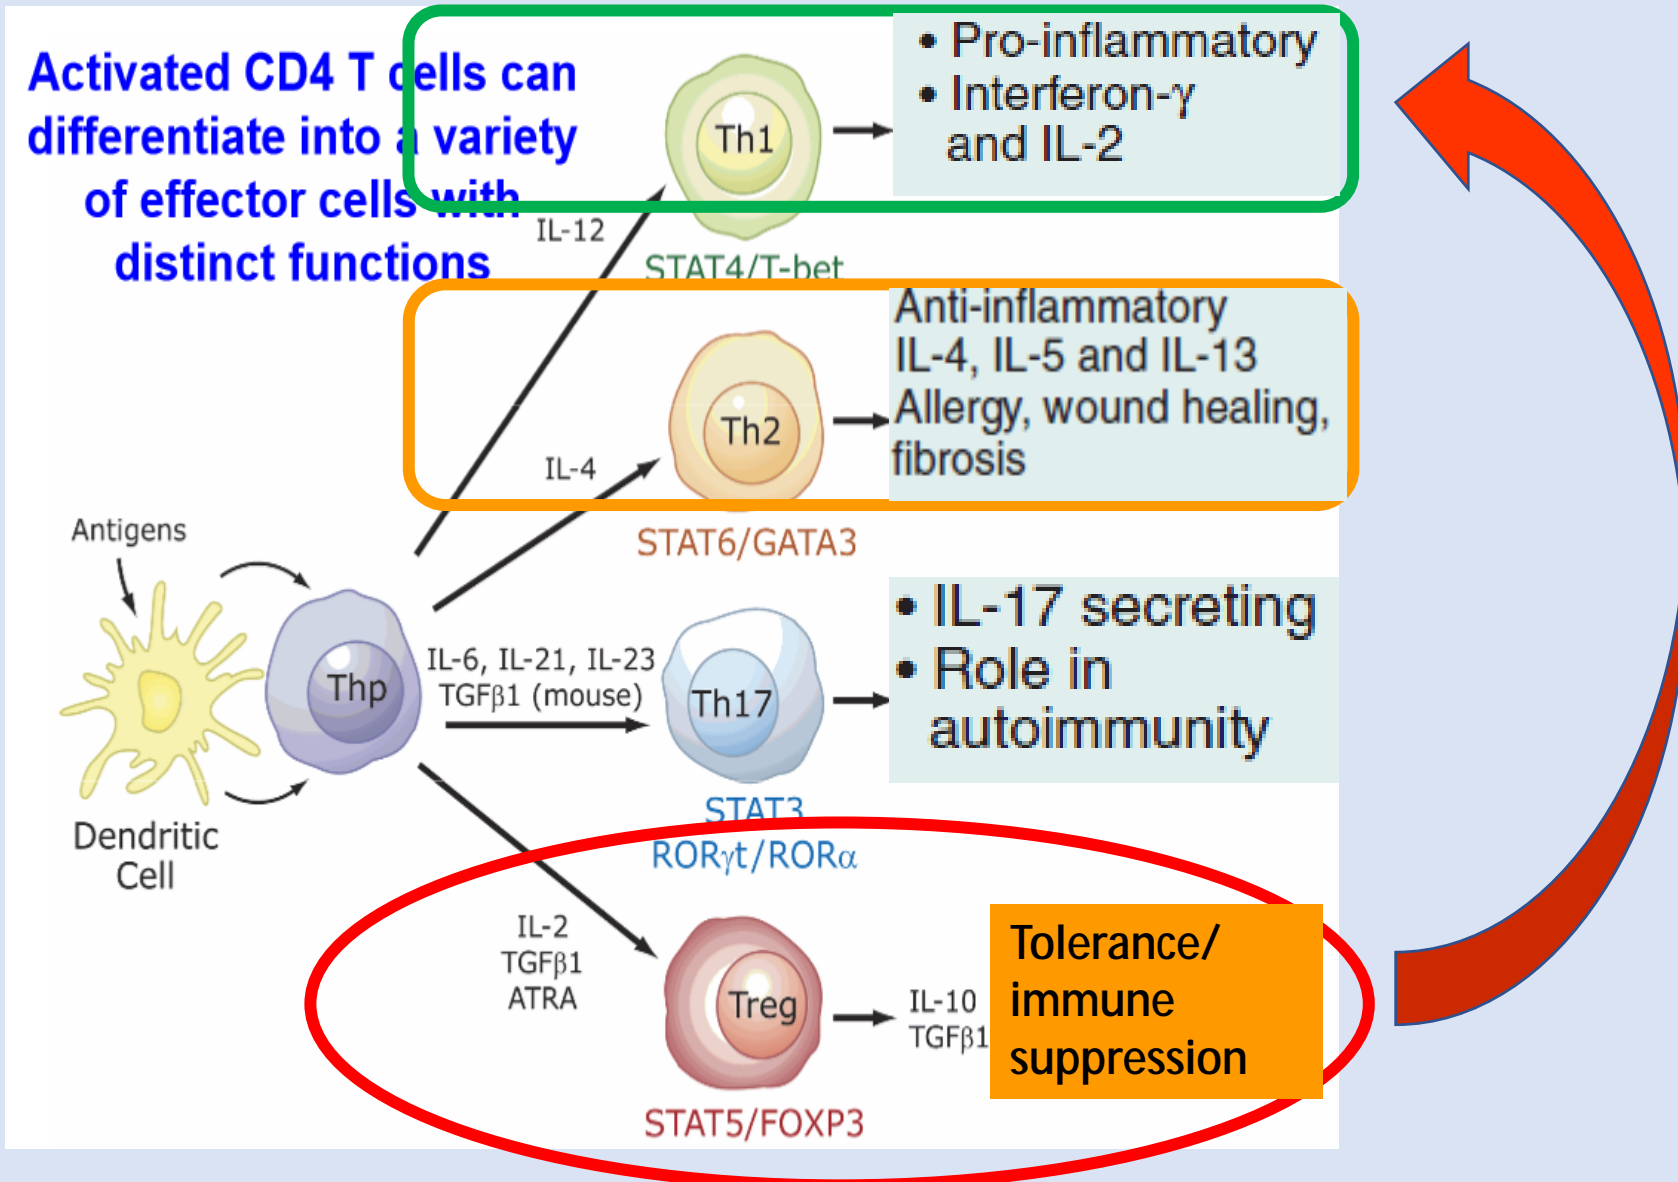 Activated CD4 T cells can
differentiate into a variety
of effector cells with
distinct functions
Th1
• Pro-inflammatory
• Interferon-γ
and IL-2
IL-12
STAT4/T-bet
Th2
Anti-inflammatory
IL-4, IL-5 and IL-13
Allergy, wound healing,
fibrosis
IL-4
STAT6/GATA3
Antigens
Dendritic
Cell
Thp
IL-6, IL-21, IL-23
TGFβ1 (mouse)
Th17
• IL-17 secreting
• Role in
autoimmunity
STAT3
RORγt/RORα
IL-2
TGFβ1
ATRA
Treg
IL-10
TGFβ1
Tolerance/
immune
suppression
STAT5/FOXP3